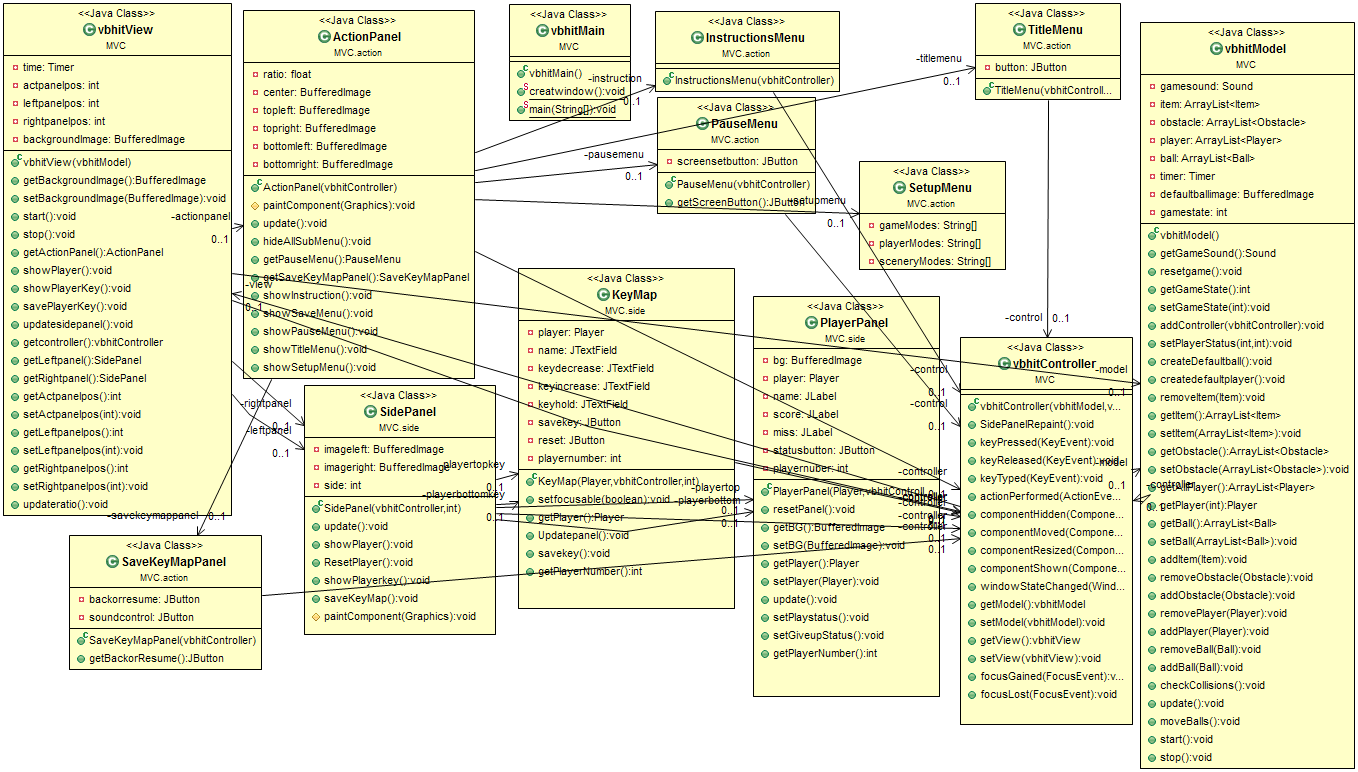 <<Java Class>>
vbhitView
MVC
time: Timer
actpanelpos: int
leftpanelpos: int
rightpanelpos: int
backgroundImage: BufferedImage
vbhitView(vbhitModel)
getBackgroundImage():BufferedImage
setBackgroundImage(BufferedImage):void
start():void
stop():void
getActionPanel():ActionPanel
showPlayer():void
showPlayerKey():void
savePlayerKey():void
updatesidepanel():void
getcontroller():vbhitController
getLeftpanel():SidePanel
getRightpanel():SidePanel
getActpanelpos():int
setActpanelpos(int):void
getLeftpanelpos():int
setLeftpanelpos(int):void
getRightpanelpos():int
setRightpanelpos(int):void
updateratio():void
<<Java Class>>
ActionPanel
MVC.action
ratio: float
center: BufferedImage
topleft: BufferedImage
topright: BufferedImage
bottomleft: BufferedImage
bottomright: BufferedImage
ActionPanel(vbhitController)
paintComponent(Graphics):void
update():void
hideAllSubMenu():void
getPauseMenu():PauseMenu
getSaveKeyMapPanel():SaveKeyMapPanel
showInstruction():void
showSaveMenu():void
showPauseMenu():void
showTitleMenu():void
showSetupMenu():void
<<Java Class>>
vbhitMain
MVC
vbhitMain()
creatwindow():void
main(String[]):void
<<Java Class>>
InstructionsMenu
MVC.action
InstructionsMenu(vbhitController)
<<Java Class>>
PauseMenu
MVC.action
screensetbutton: JButton
PauseMenu(vbhitController)
getScreenButton():JButton
<<Java Class>>
TitleMenu
MVC.action
button: JButton
TitleMenu(vbhitControll...
<<Java Class>>
SetupMenu
MVC.action
gameModes: String[]
playerModes: String[]
sceneryModes: String[]
<<Java Class>>
vbhitModel
MVC
gamesound: Sound
item: ArrayList<Item>
obstacle: ArrayList<Obstacle>
player: ArrayList<Player>
ball: ArrayList<Ball>
timer: Timer
defaultballimage: BufferedImage
gamestate: int
vbhitModel()
getGameSound():Sound
resetgame():void
getGameState():int
setGameState(int):void
addController(vbhitController):void
setPlayerStatus(int,int):void
createDefaultball():void
createdefaultplayer():void
removeItem(Item):void
getItem():ArrayList<Item>
setItem(ArrayList<Item>):void
getObstacle():ArrayList<Obstacle>
setObstacle(ArrayList<Obstacle>):void
getAllPlayer():ArrayList<Player>
getPlayer(int):Player
getBall():ArrayList<Ball>
setBall(ArrayList<Ball>):void
addItem(Item):void
removeObstacle(Obstacle):void
addObstacle(Obstacle):void
removePlayer(Player):void
addPlayer(Player):void
removeBall(Ball):void
addBall(Ball):void
checkCollisions():void
update():void
moveBalls():void
start():void
stop():void
<<Java Class>>
KeyMap
MVC.side
player: Player
name: JTextField
keydecrease: JTextField
keyincrease: JTextField
keyhold: JTextField
savekey: JButton
reset: JButton
playernumber: int
KeyMap(Player,vbhitController,int)
setfocusable(boolean):void
getPlayer():Player
Updatepanel():void
savekey():void
getPlayerNumber():int
<<Java Class>>
PlayerPanel
MVC.side
bg: BufferedImage
player: Player
name: JLabel
score: JLabel
miss: JLabel
statusbutton: JButton
playernuber: int
PlayerPanel(Player,vbhitControll
resetPanel():void
getBG():BufferedImage
setBG(BufferedImage):void
getPlayer():Player
setPlayer(Player):void
update():void
setPlaystatus():void
setGiveupStatus():void
getPlayerNumber():int
<<Java Class>>
vbhitController
MVC
vbhitController(vbhitModel,v...
SidePanelRepaint():void
keyPressed(KeyEvent):void
keyReleased(KeyEvent):void
keyTyped(KeyEvent):void
actionPerformed(ActionEve...
componentHidden(Compone...
componentMoved(Compone...
componentResized(Compon...
componentShown(Compone...
windowStateChanged(Wind...
getModel():vbhitModel
setModel(vbhitModel):void
getView():vbhitView
setView(vbhitView):void
focusGained(FocusEvent):v...
focusLost(FocusEvent):void
<<Java Class>>
SidePanel
MVC.side
imageleft: BufferedImage
imageright: BufferedImage
side: int
SidePanel(vbhitController,int)
update():void
showPlayer():void
ResetPlayer():void
showPlayerkey():void
saveKeyMap():void
paintComponent(Graphics):void
<<Java Class>>
SaveKeyMapPanel
MVC.action
backorresume: JButton
soundcontrol: JButton
SaveKeyMapPanel(vbhitController)
getBackorResume():JButton
-actionpanel
0..1
-instruction
0..1
-titlemenu
0..1
-pausemenu
0..1
-setupmenu
0..1
-view
0..1
-rightpanel
0..1
-leftpanel
0..1
-savekeymappanel
0..1
-playertopkey
0..1
-playerbottomkey
0..1
-playertop
0..1
-playerbottom
0..1
-control
0..1
-control
0..1
-control
0..1
-controller
-controller
-controller
-controller
0..1
0..1
-model
0..1
-model
0..1
-controller